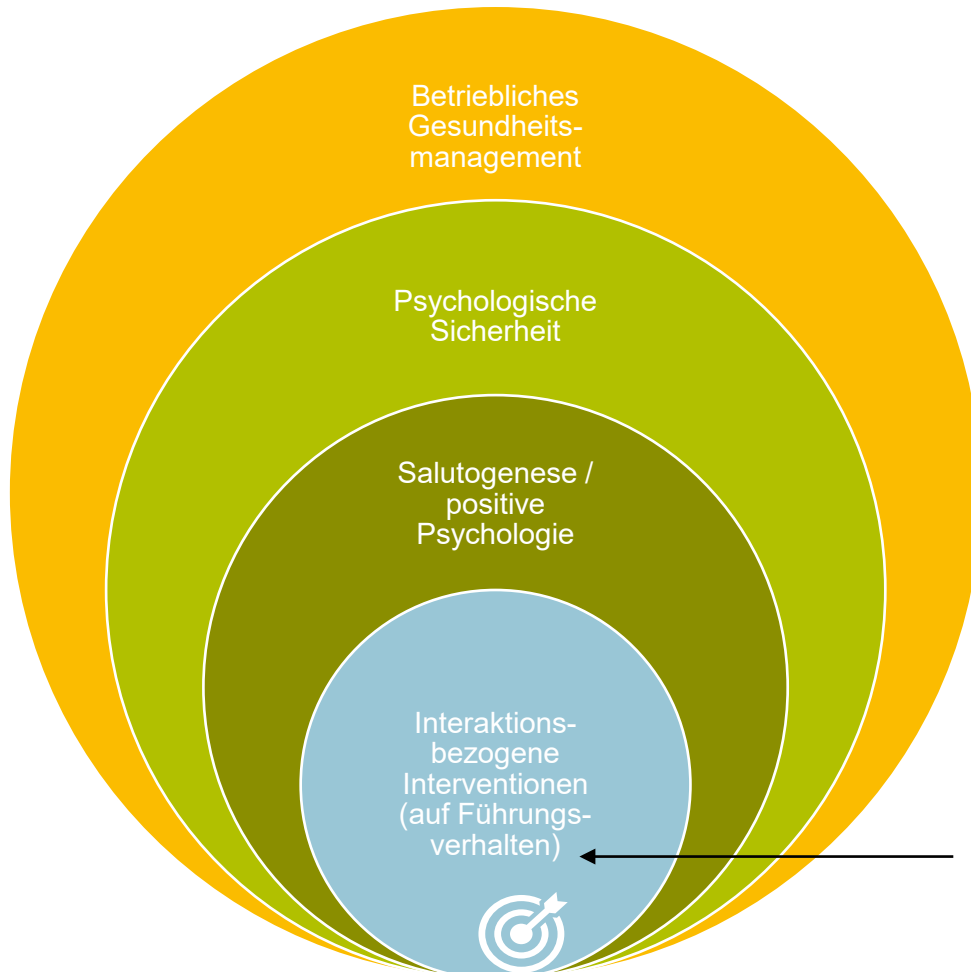 Betriebliches
Gesundheits-
management
Psychologische
Sicherheit
Salutogenese /
positive
Psychologie
Interaktions-
bezogene
Interventionen
(auf Führungs-
verhalten)